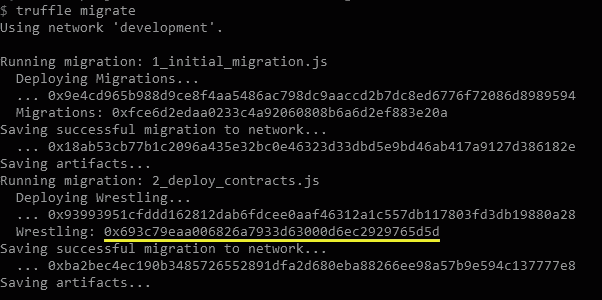 $ truffle migrate
Using network 'development'.
Running migration: 1_initial_migration.js
Deploying Migrations...
... 0x9e4cd965b988d9ce8f4aa5486ac798dc9aaccd2b7dc8ed6776f72086d8989594
Migrations: 0xfce6d2edaa0233c4a92060808b6a6d2ef883e20a
Saving successful migration to network...
... 0x18ab53cb77b1c2096a435e32bc0e46323d33dbd5e9bd46ab417a9127d386182e
Saving artifacts...
Running migration: 2_deploy_contracts.js
Deploying Wrestling...
... 0x93993951cfddd162812dab6fdcee0aaf46312a1c557db117803fd3db19880a28
Wrestling: 0x693c79eaa006826a7933d63000d6ec2929765d5d
Saving successful migration to network...
... 0xba2bec4ec190b3485726552891dfa2d680eba88266ee98a57b9e594c137777e8
Saving artifacts...